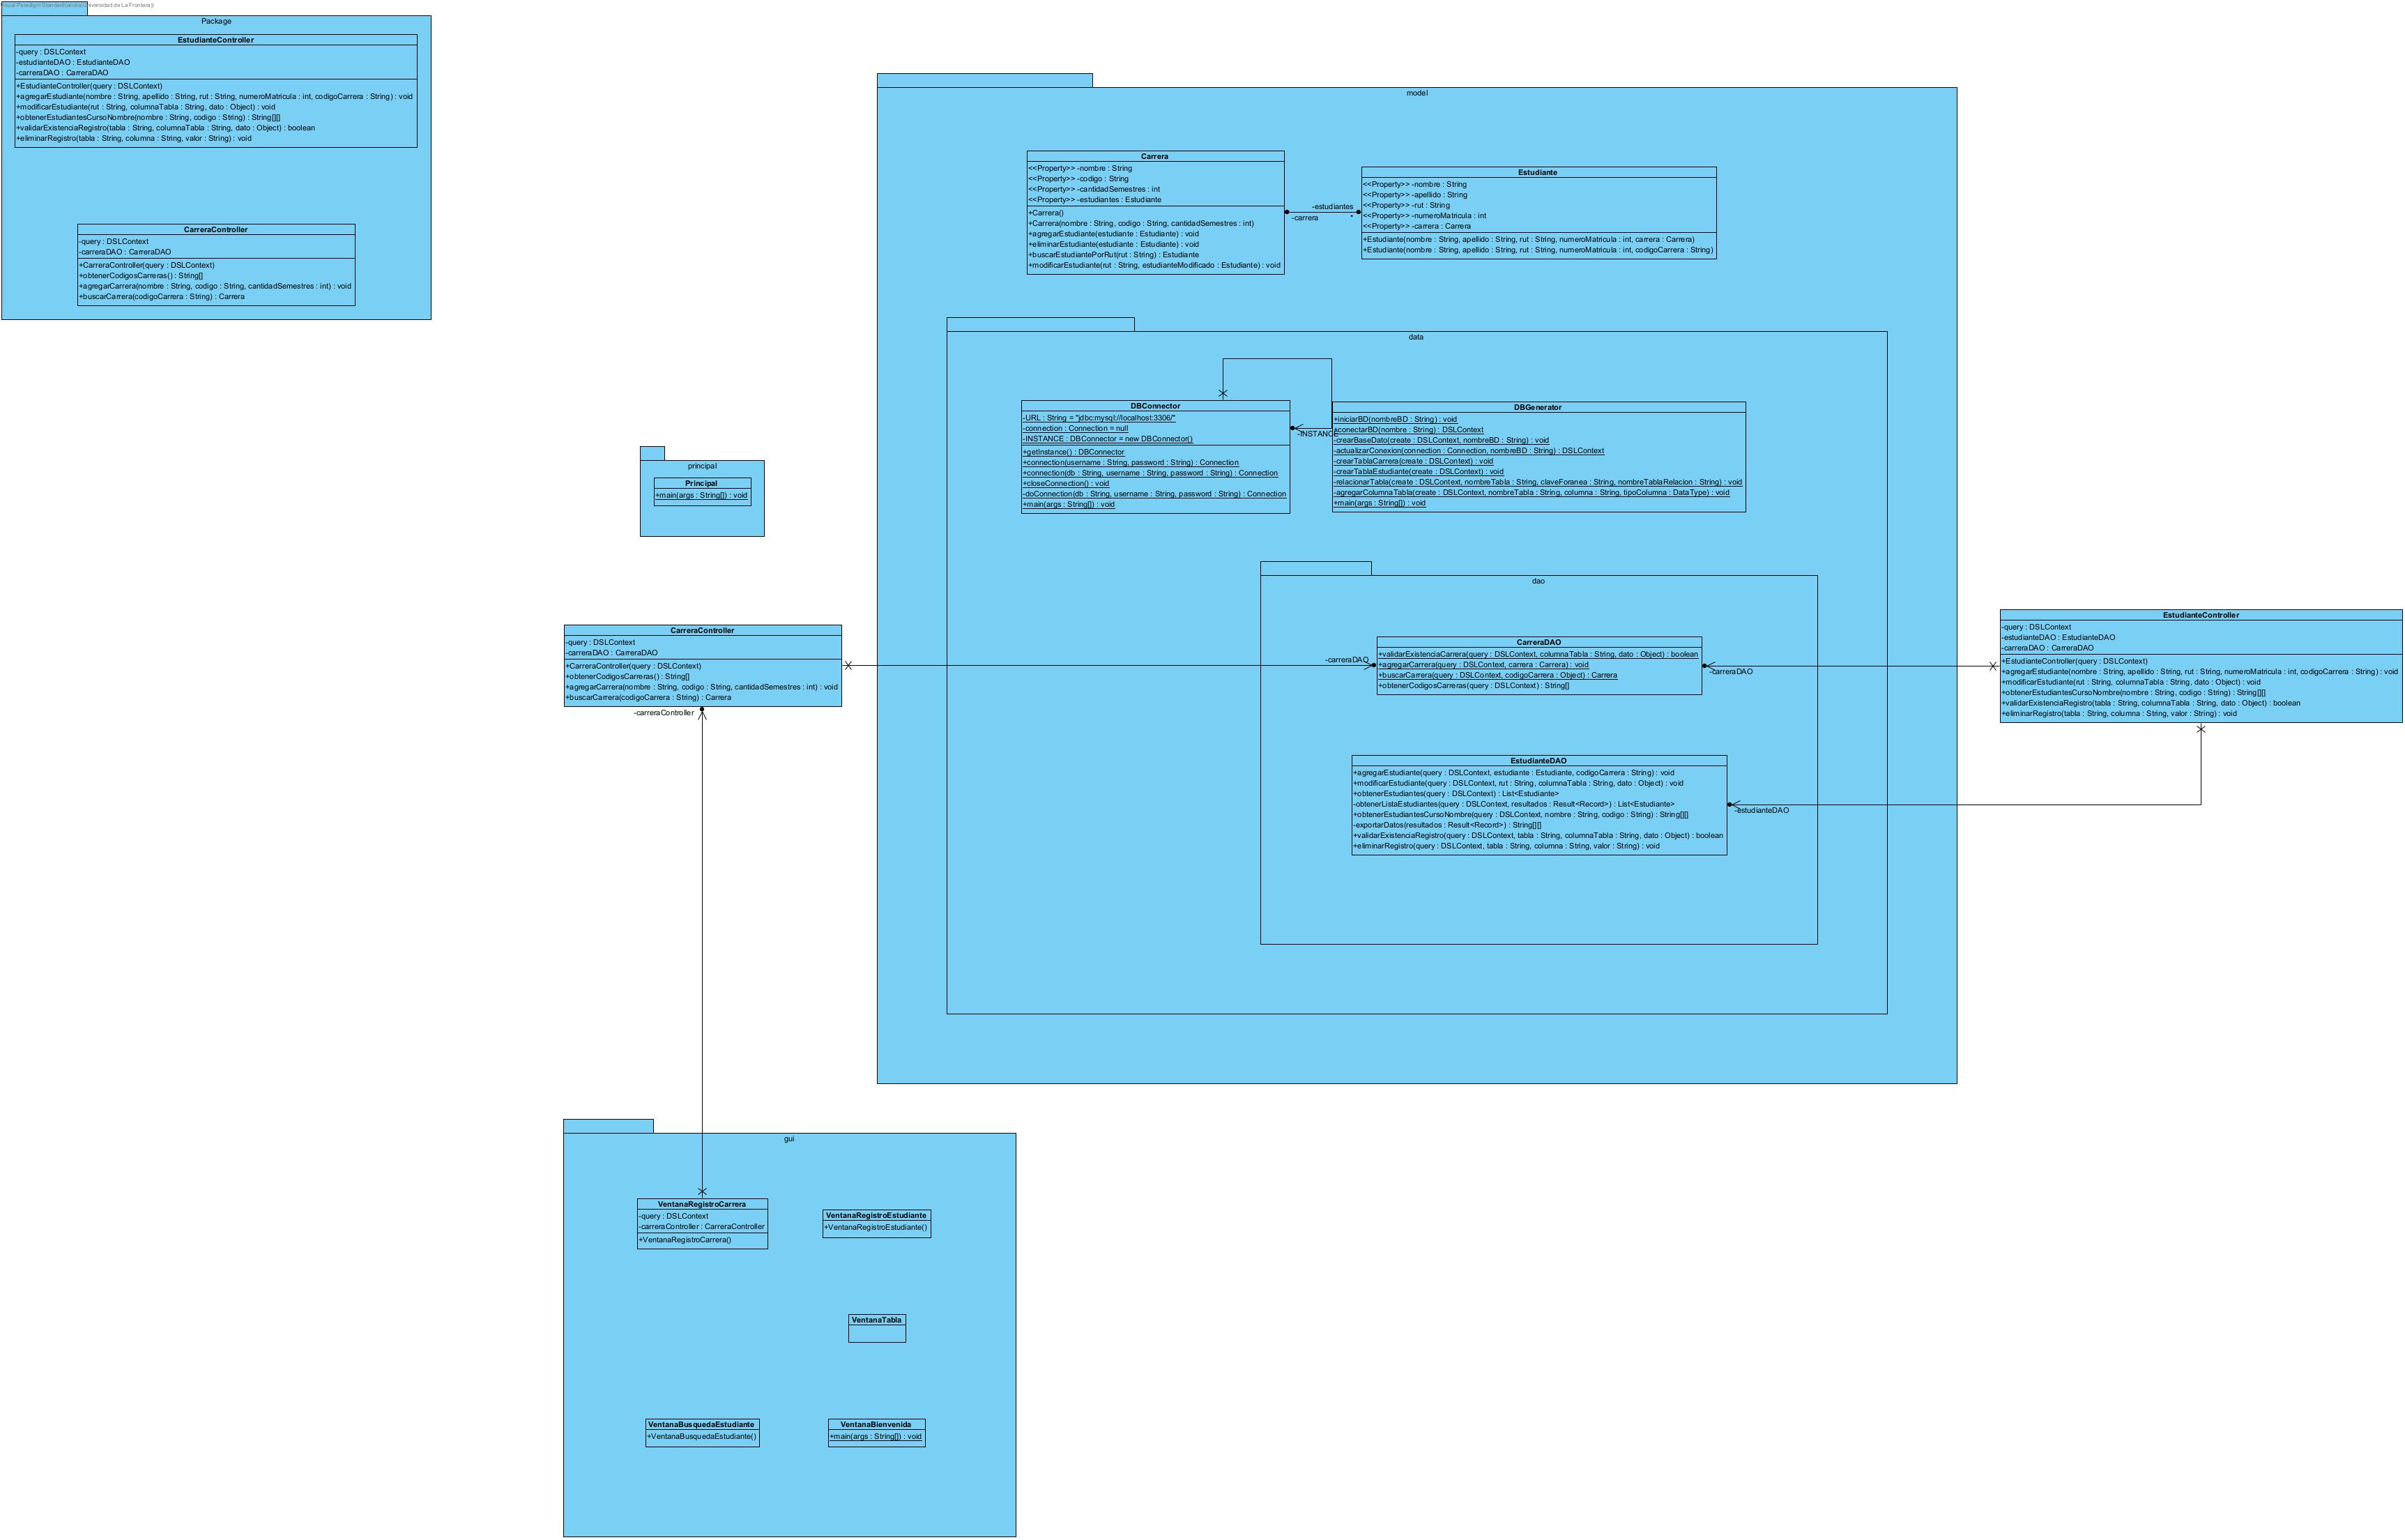 Visual Paradigm Standard(andre(Universidad de La Frontera))
Package
EstudianteController
-query : DSLContext
-estudianteDAO : EstudianteDAO
-carreraDAO : CarreraDAO
+EstudianteController(query : DSLContext)
+agregarEstudiante(nombre : String, apellido : String, rut : String, numeroMatricula : int, codigoCarrera : String) : void
+modificarEstudiante(rut : String, columnaTabla : String, dato : Object) : void
+obtenerEstudiantesCursoNombre(nombre : String, codigo : String) : String[][]
+validarExistenciaRegistro(tabla : String, columnaTabla : String, dato : Object) : boolean
+eliminarRegistro(tabla : String, columna : String, valor : String) : void
CarreraController
-query : DSLContext
-carreraDAO : CarreraDAO
+CarreraController(query : DSLContext)
+obtenerCodigosCarreras() : String[]
+agregarCarrera(nombre : String, codigo : String, cantidadSemestres : int) : void
+buscarCarrera(codigoCarrera : String) : Carrera
model
Carrera
<<Property>> -nombre : String
<<Property>> -codigo : String
<<Property>> -cantidadSemestres : int
<<Property>> -estudiantes : Estudiante
+Carrera()
+Carrera(nombre : String, codigo : String, cantidadSemestres : int)
+agregarEstudiante(estudiante : Estudiante) : void
+eliminarEstudiante(estudiante : Estudiante) : void
+buscarEstudiantePorRut(rut : String) : Estudiante
+modificarEstudiante(rut : String, estudianteModificado : Estudiante) : void
-estudiantes
-carrera
*
Estudiante
<<Property>> -nombre : String
<<Property>> -apellido : String
<<Property>> -rut : String
<<Property>> -numeroMatricula : int
<<Property>> -carrera : Carrera
+Estudiante(nombre : String, apellido : String, rut : String, numeroMatricula : int, carrera : Carrera)
+Estudiante(nombre : String, apellido : String, rut : String, numeroMatricula : int, codigoCarrera : String)
data
DBConnector
-URL : String = "jdbc:mysql://localhost:3306/"
-connection : Connection = null
-INSTANCE : DBConnector = new DBConnector()
+getInstance() : DBConnector
+connection(username : String, password : String) : Connection
+connection(db : String, username : String, password : String) : Connection
+closeConnection() : void
-doConnection(db : String, username : String, password : String) : Connection
+main(args : String[]) : void
-INSTANCE
DBGenerator
+iniciarBD(nombreBD : String) : void
+conectarBD(nombre : String) : DSLContext
-crearBaseDato(create : DSLContext, nombreBD : String) : void
-actualizarConexion(connection : Connection, nombreBD : String) : DSLContext
-crearTablaCarrera(create : DSLContext) : void
-crearTablaEstudiante(create : DSLContext) : void
-relacionarTabla(create : DSLContext, nombreTabla : String, claveForanea : String, nombreTablaRelacion : String) : void
-agregarColumnaTabla(create : DSLContext, nombreTabla : String, columna : String, tipoColumna : DataType) : void
+main(args : String[]) : void
principal
Principal
+main(args : String[]) : void
dao
CarreraController
-query : DSLContext
-carreraDAO : CarreraDAO
+CarreraController(query : DSLContext)
+obtenerCodigosCarreras() : String[]
+agregarCarrera(nombre : String, codigo : String, cantidadSemestres : int) : void
+buscarCarrera(codigoCarrera : String) : Carrera
-carreraController
-carreraDAO
CarreraDAO
+validarExistenciaCarrera(query : DSLContext, columnaTabla : String, dato : Object) : boolean
+agregarCarrera(query : DSLContext, carrera : Carrera) : void
+buscarCarrera(query : DSLContext, codigoCarrera : Object) : Carrera
+obtenerCodigosCarreras(query : DSLContext) : String[]
-carreraDAO
EstudianteController
-query : DSLContext
-estudianteDAO : EstudianteDAO
-carreraDAO : CarreraDAO
+EstudianteController(query : DSLContext)
+agregarEstudiante(nombre : String, apellido : String, rut : String, numeroMatricula : int, codigoCarrera : String) : void
+modificarEstudiante(rut : String, columnaTabla : String, dato : Object) : void
+obtenerEstudiantesCursoNombre(nombre : String, codigo : String) : String[][]
+validarExistenciaRegistro(tabla : String, columnaTabla : String, dato : Object) : boolean
+eliminarRegistro(tabla : String, columna : String, valor : String) : void
EstudianteDAO
+agregarEstudiante(query : DSLContext, estudiante : Estudiante, codigoCarrera : String) : void
+modificarEstudiante(query : DSLContext, rut : String, columnaTabla : String, dato : Object) : void
+obtenerEstudiantes(query : DSLContext) : List<Estudiante>
-obtenerListaEstudiantes(query : DSLContext, resultados : Result<Record>) : List<Estudiante>
+obtenerEstudiantesCursoNombre(query : DSLContext, nombre : String, codigo : String) : String[][]
-exportarDatos(resultados : Result<Record>) : String[][]
+validarExistenciaRegistro(query : DSLContext, tabla : String, columnaTabla : String, dato : Object) : boolean
+eliminarRegistro(query : DSLContext, tabla : String, columna : String, valor : String) : void
-estudianteDAO
gui
VentanaRegistroCarrera
-query : DSLContext
-carreraController : CarreraController
+VentanaRegistroCarrera()
VentanaRegistroEstudiante
+VentanaRegistroEstudiante()
VentanaTabla
VentanaBusquedaEstudiante
+VentanaBusquedaEstudiante()
VentanaBienvenida
+main(args : String[]) : void